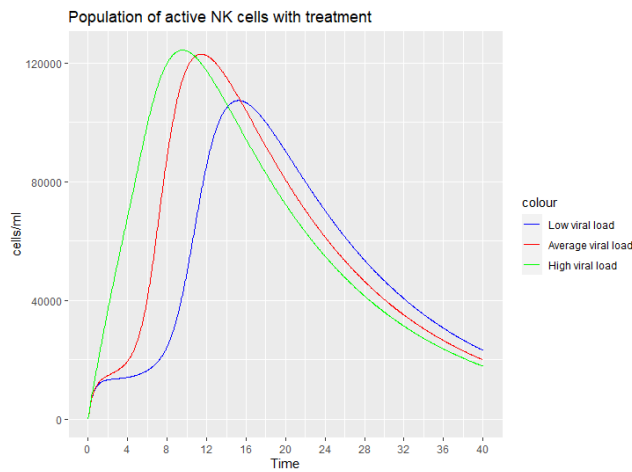 Population of active NK cells with treatment
cells/ml
120000
80000
40000
0
0 4 8 12 16 20 24 28 32 36 40
Time
colour
Low viral load
Average viral load
High viral load